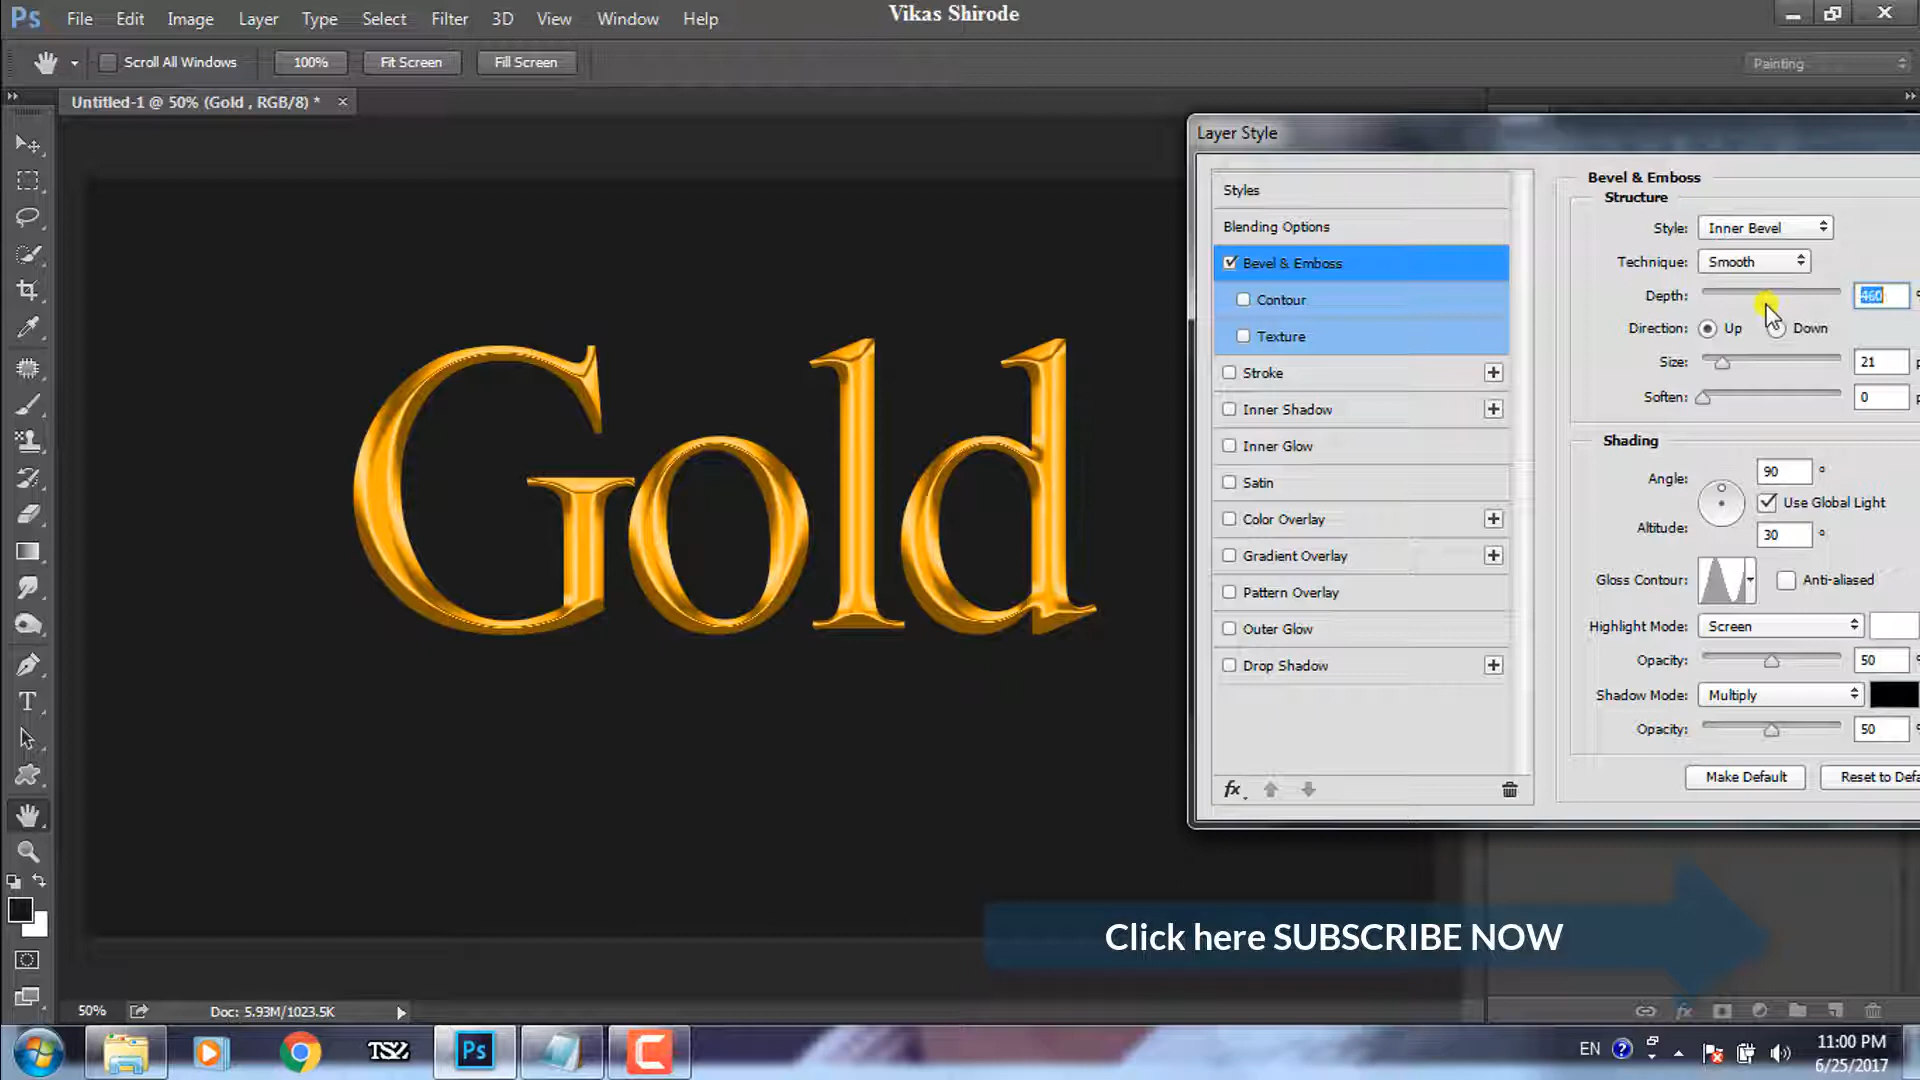 Vikas Shirode
Ps File Edit Image Layer Type Select Filter 3D View Window Help
Scroll All Windows 100% Fit Screen Fill Screen Painting
Untitled-1 @ 50% (Gold , RGB/8) *
Layer Style
Styles
Blending Options
Bevel & Emboss
Contour
Texture
Stroke
Inner Shadow
Inner Glow
Satin
Color Overlay
Gradient Overlay
Pattern Overlay
Outer Glow
Drop Shadow
fx
Bevel & Emboss
Structure
Style: Inner Bevel
Technique: Smooth
Depth: 460
Direction: Up Down
Size: 21
Soften: 0
Shading
Angle: 90 °
Use Global Light
Altitude: 30 °
Gloss Contour: Anti-aliased
Highlight Mode: Screen
Opacity: 50
Shadow Mode: Multiply
Opacity: 50
Make Default Reset to Defa
Gold
Click here SUBSCRIBE NOW
50% Doc: 5.93M/1023.5K
fx
Ps
EN
11:00 PM
6/25/2017